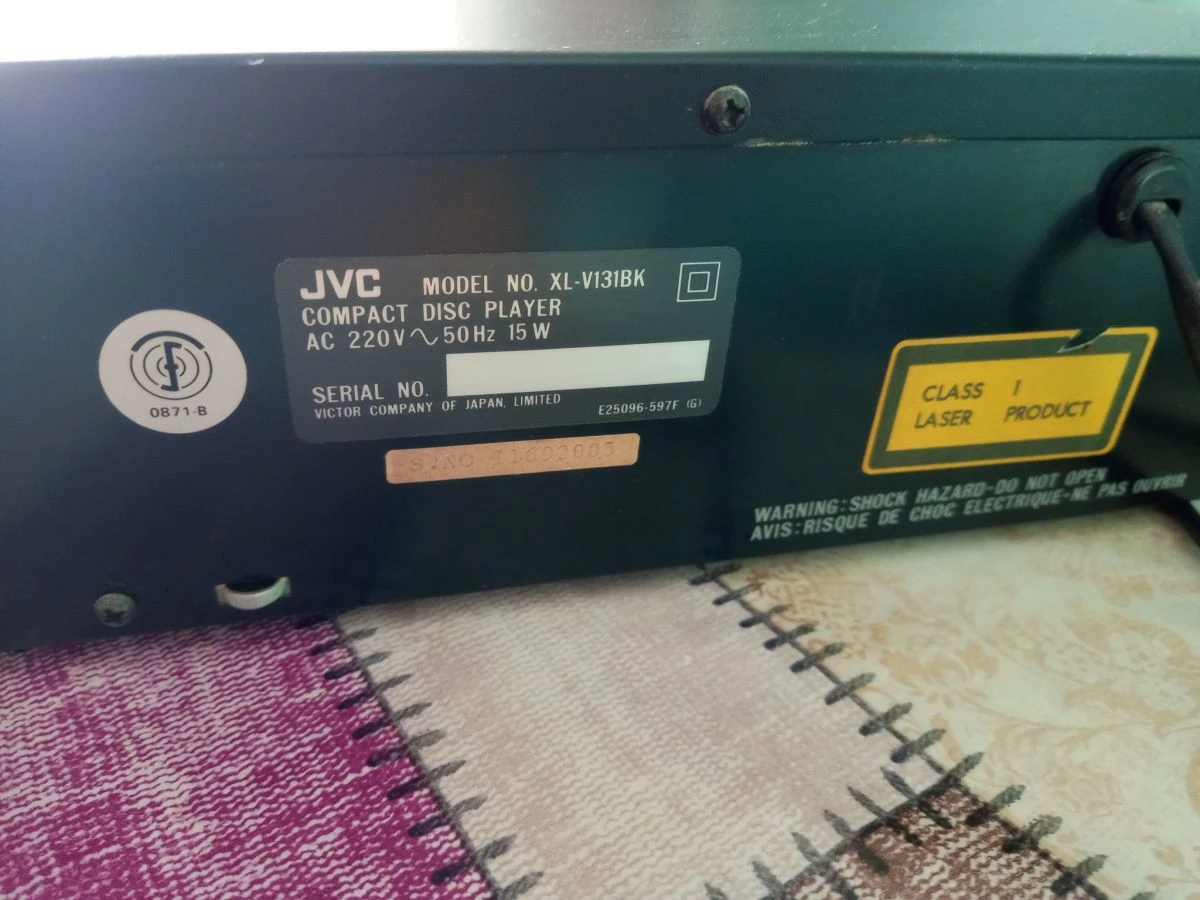 JVC MODEL NO. XL-V131BK
COMPACT DISC PLAYER
AC 220V ~ 50Hz 15 W
SERIAL NO.
VICTOR COMPANY OF JAPAN, LIMITED E25096-597F (G)
0871-B
S.NO 11692005
CLASS 1
LASER PRODUCT
WARNING: SHOCK HAZARD-DO NOT OPEN
AVIS: RISQUE DE CHOC ELECTRIQUE-NE PAS OUVRIR